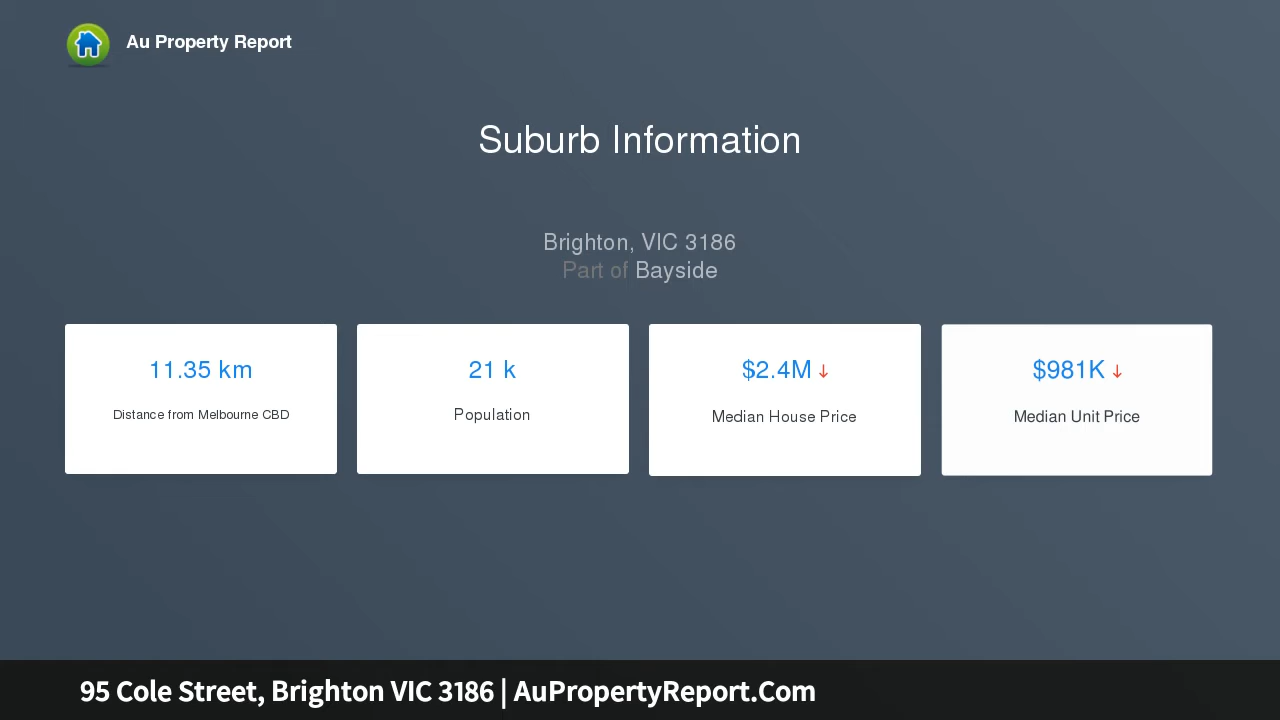 Au Property Report
Suburb Information
Brighton, VIC 3186
Part of Bayside
11.35 km
Distance from Melbourne CBD
21 k
Population
$2.4M ↓
Median House Price
$981K ↓
Median Unit Price
95 Cole Street, Brighton VIC 3186 | AuPropertyReport.Com